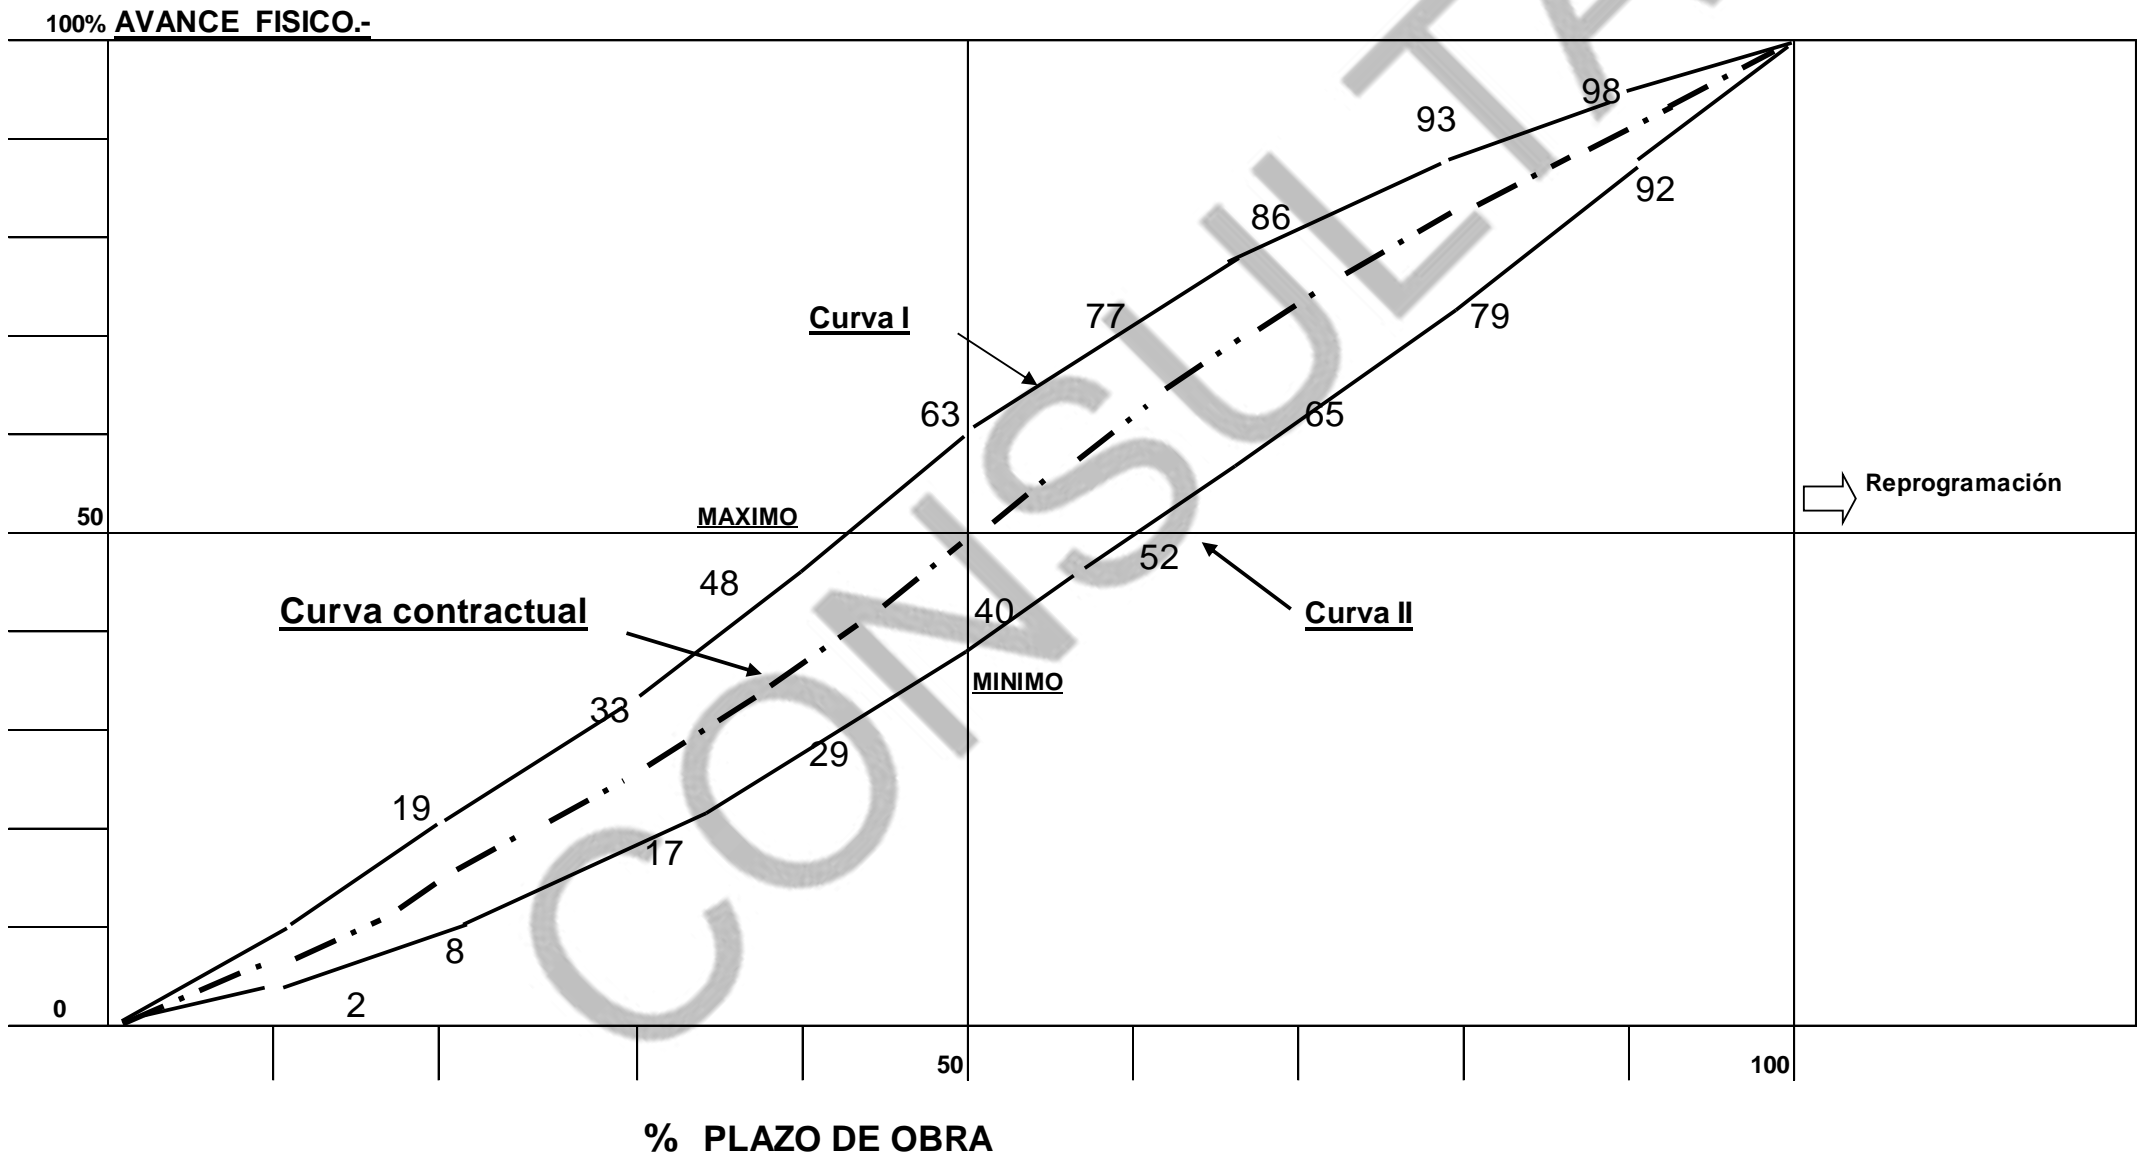 100% AVANCE FISICO.-
98
93
92
86
Curva I
77
79
63
65
Reprogramación
50
MAXIMO
52
48
Curva contractual
40
Curva II
MINIMO
33
29
19
17
8
2
0
50
100
% PLAZO DE OBRA
CONSULTA